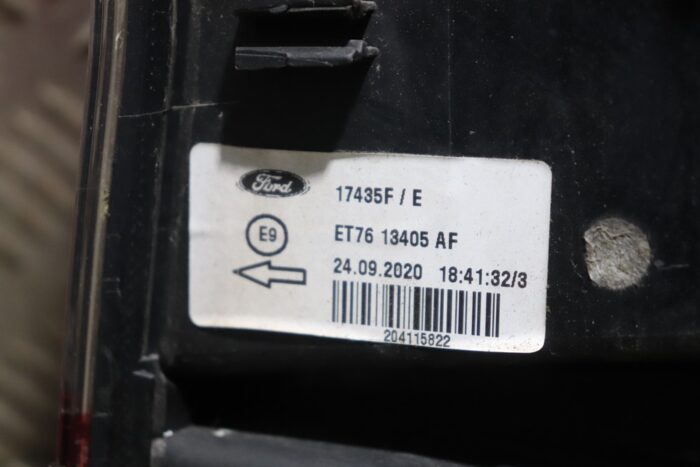 Ford
17435F / E
E9
ET76 13405 AF
24.09.2020 18:41:32/3
204115822